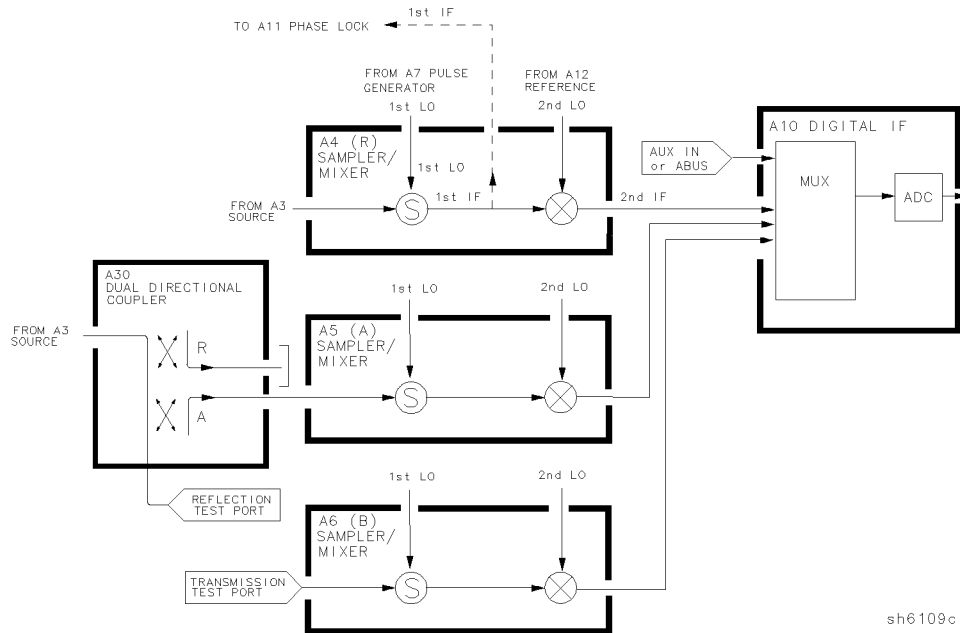 1st IF
TO A11 PHASE LOCK
FROM A7 PULSE
GENERATOR
1st LO
FROM A12
REFERENCE
2nd LO
A4 (R)
SAMPLER/
MIXER
1st LO
1st IF
S
2nd IF
FROM A3
SOURCE
AUX IN
or ABUS
A10 DIGITAL IF
MUX
ADC
A30
DUAL DIRECTIONAL
COUPLER
FROM A3
SOURCE
R
A
REFLECTION
TEST PORT
1st LO
2nd LO
A5 (A)
SAMPLER/
MIXER
S
1st LO
2nd LO
A6 (B)
SAMPLER/
MIXER
S
TRANSMISSION
TEST PORT
sh6109c